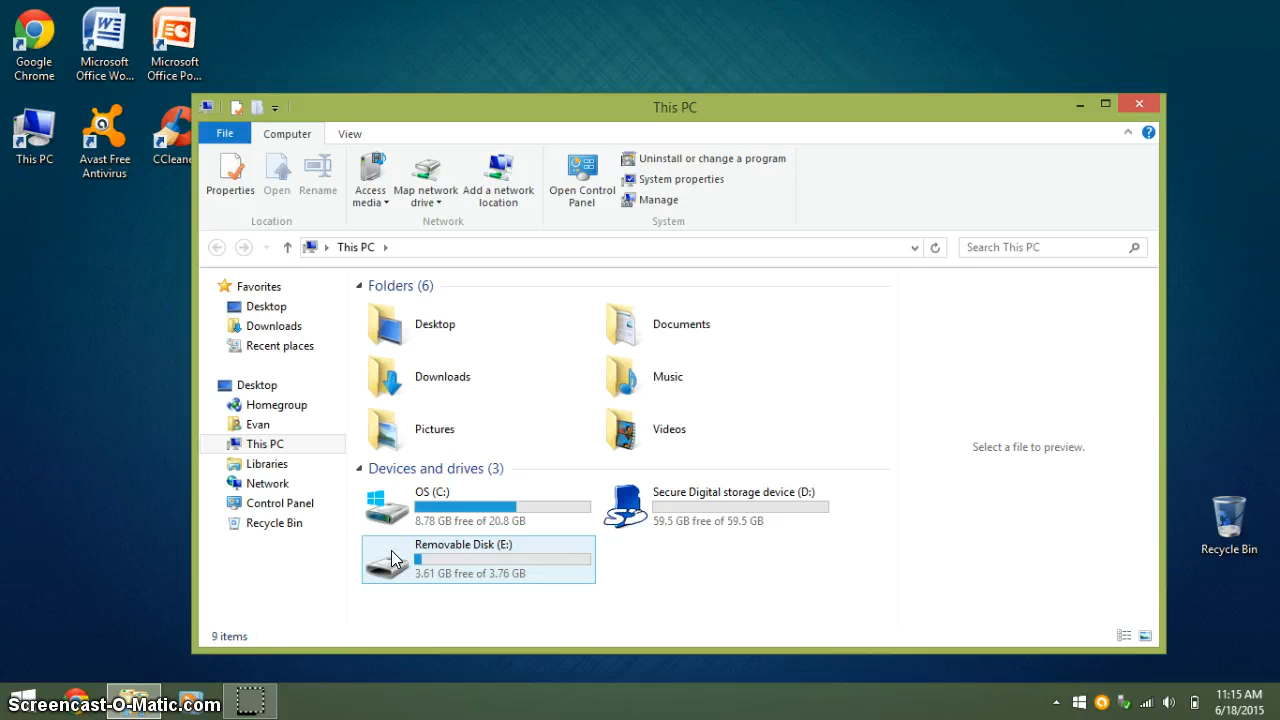 Google
Chrome
Microsoft
Office Wo...
Microsoft
Office Po...
This PC
Avast Free
Antivirus
CCleane
This PC
File
Computer
View
Properties
Open
Rename
Location
Access
media
Map network
drive
Add a network
location
Network
Open Control
Panel
Uninstall or change a program
System properties
Manage
System
This PC
Search This PC
Favorites
Desktop
Downloads
Recent places
Desktop
Homegroup
Evan
This PC
Libraries
Network
Control Panel
Recycle Bin
Folders (6)
Desktop
Documents
Downloads
Music
Pictures
Videos
Devices and drives (3)
OS (C:)
8.78 GB free of 20.8 GB
Secure Digital storage device (D:)
59.5 GB free of 59.5 GB
Removable Disk (E:)
3.61 GB free of 3.76 GB
Select a file to preview.
9 items
Recycle Bin
Screencast-O-Matic.com
11:15 AM
6/18/2015